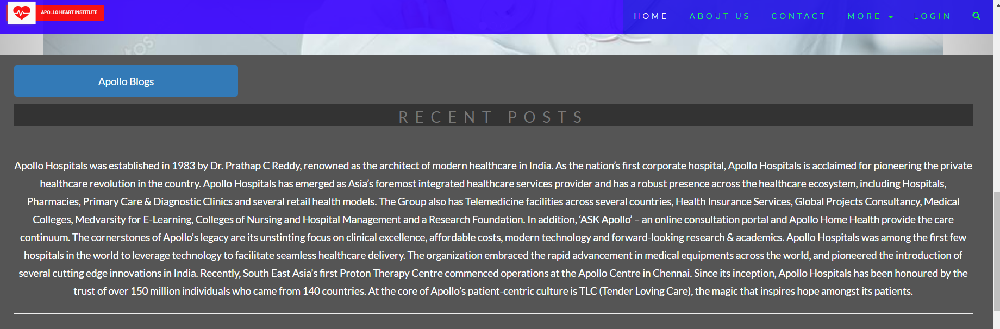 APOLLO HEART INSTITUTE
HOME ABOUT US CONTACT MORE LOGIN
Apollo Blogs
RECENT POSTS
Apollo Hospitals was established in 1983 by Dr. Prathap C Reddy, renowned as the architect of modern healthcare in India. As the nation’s first corporate hospital, Apollo Hospitals is acclaimed for pioneering the private
healthcare revolution in the country. Apollo Hospitals has emerged as Asia’s foremost integrated healthcare services provider and has a robust presence across the healthcare ecosystem, including Hospitals,
Pharmacies, Primary Care & Diagnostic Clinics and several retail health models. The Group also has Telemedicine facilities across several countries, Health Insurance Services, Global Projects Consultancy, Medical
Colleges, Medvarsity for E-Learning, Colleges of Nursing and Hospital Management and a Research Foundation. In addition, ‘ASK Apollo’ – an online consultation portal and Apollo Home Health provide the care
continuum. The cornerstones of Apollo’s legacy are its unstinting focus on clinical excellence, affordable costs, modern technology and forward-looking research & academics. Apollo Hospitals was among the first few
hospitals in the world to leverage technology to facilitate seamless healthcare delivery. The organization embraced the rapid advancement in medical equipments across the world, and pioneered the introduction of
several cutting edge innovations in India. Recently, South East Asia’s first Proton Therapy Centre commenced operations at the Apollo Centre in Chennai. Since its inception, Apollo Hospitals has been honoured by the
trust of over 150 million individuals who came from 140 countries. At the core of Apollo’s patient-centric culture is TLC (Tender Loving Care), the magic that inspires hope amongst its patients.